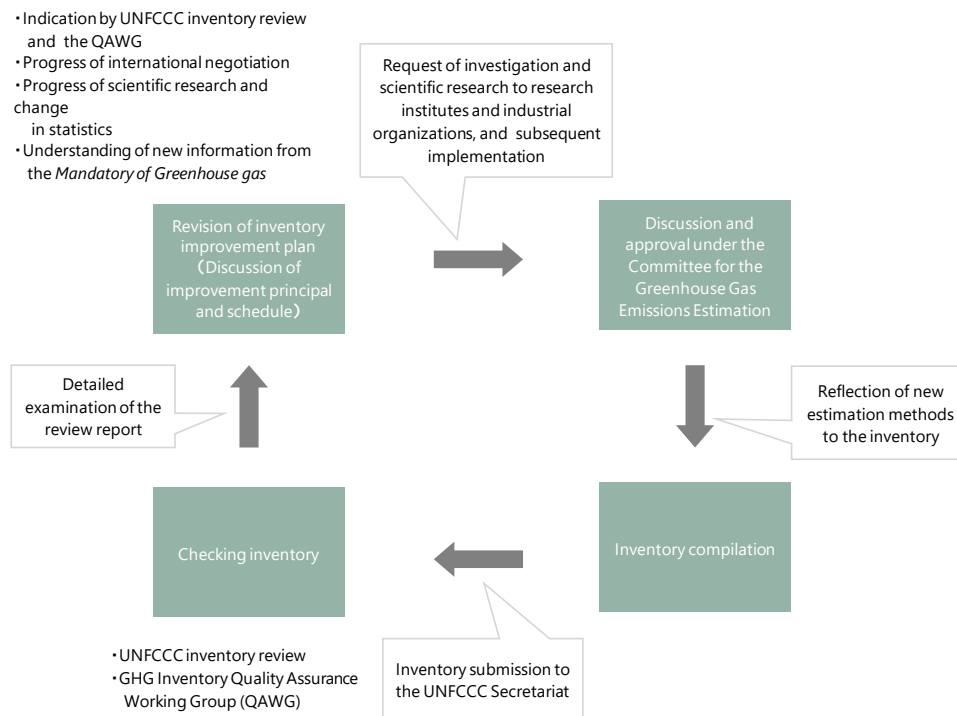 ・Indication by UNFCCC inventory review
and the QAWG
・Progress of international negotiation
・Progress of scientific research and
change
in statistics
・Understanding of new information from
the Mandatory of Greenhouse gas
Request of investigation and
scientific research to research
institutes and industrial
organizations, and subsequent
implementation
Revision of inventory
improvement plan
(Discussion of
improvement principal
and schedule)
Discussion and
approval under the
Committee for the
Greenhouse Gas
Emissions Estimation
Detailed
examination of the
review report
Reflection of new
estimation methods
to the inventory
Checking inventory
Inventory compilation
・UNFCCC inventory review
・GHG Inventory Quality Assurance
Working Group (QAWG)
Inventory submission to
the UNFCCC Secretariat